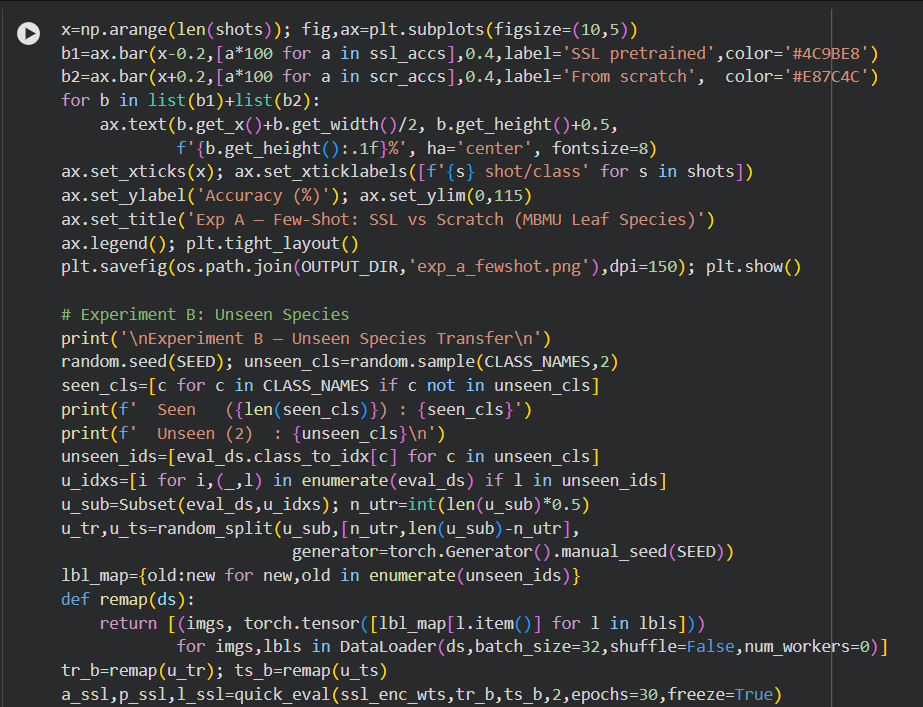 x=np.arange(len(shots)); fig,ax=plt.subplots(figsize=(10,5))
b1=ax.bar(x-0.2,[a*100 for a in ssl_accs],0.4,label='SSL pretrained',color='#4C9BE8')
b2=ax.bar(x+0.2,[a*100 for a in scr_accs],0.4,label='From scratch',  color='#E87C4C')
for b in list(b1)+list(b2):
    ax.text(b.get_x()+b.get_width()/2, b.get_height()+0.5,
            f'{b.get_height():.1f}%', ha='center', fontsize=8)
ax.set_xticks(x); ax.set_xticklabels([f'{s} shot/class' for s in shots])
ax.set_ylabel('Accuracy (%)'); ax.set_ylim(0,115)
ax.set_title('Exp A — Few-Shot: SSL vs Scratch (MBMU Leaf Species)')
ax.legend(); plt.tight_layout()
plt.savefig(os.path.join(OUTPUT_DIR,'exp_a_fewshot.png'),dpi=150); plt.show()

# Experiment B: Unseen Species
print('\nExperiment B — Unseen Species Transfer\n')
random.seed(SEED); unseen_cls=random.sample(CLASS_NAMES,2)
seen_cls=[c for c in CLASS_NAMES if c not in unseen_cls]
print(f'  Seen   ({len(seen_cls)}) : {seen_cls}')
print(f'  Unseen (2)  : {unseen_cls}\n')
unseen_ids=[eval_ds.class_to_idx[c] for c in unseen_cls]
u_idxs=[i for i,(_,l) in enumerate(eval_ds) if l in unseen_ids]
u_sub=Subset(eval_ds,u_idxs); n_utr=int(len(u_sub)*0.5)
u_tr,u_ts=random_split(u_sub,[n_utr,len(u_sub)-n_utr],
                        generator=torch.Generator().manual_seed(SEED))
lbl_map={old:new for new,old in enumerate(unseen_ids)}
def remap(ds):
    return [(imgs, torch.tensor([lbl_map[l.item()] for l in lbls]))
            for imgs,lbls in DataLoader(ds,batch_size=32,shuffle=False,num_workers=0)]
tr_b=remap(u_tr); ts_b=remap(u_ts)
a_ssl,p_ssl,l_ssl=quick_eval(ssl_enc_wts,tr_b,ts_b,2,epochs=30,freeze=True)